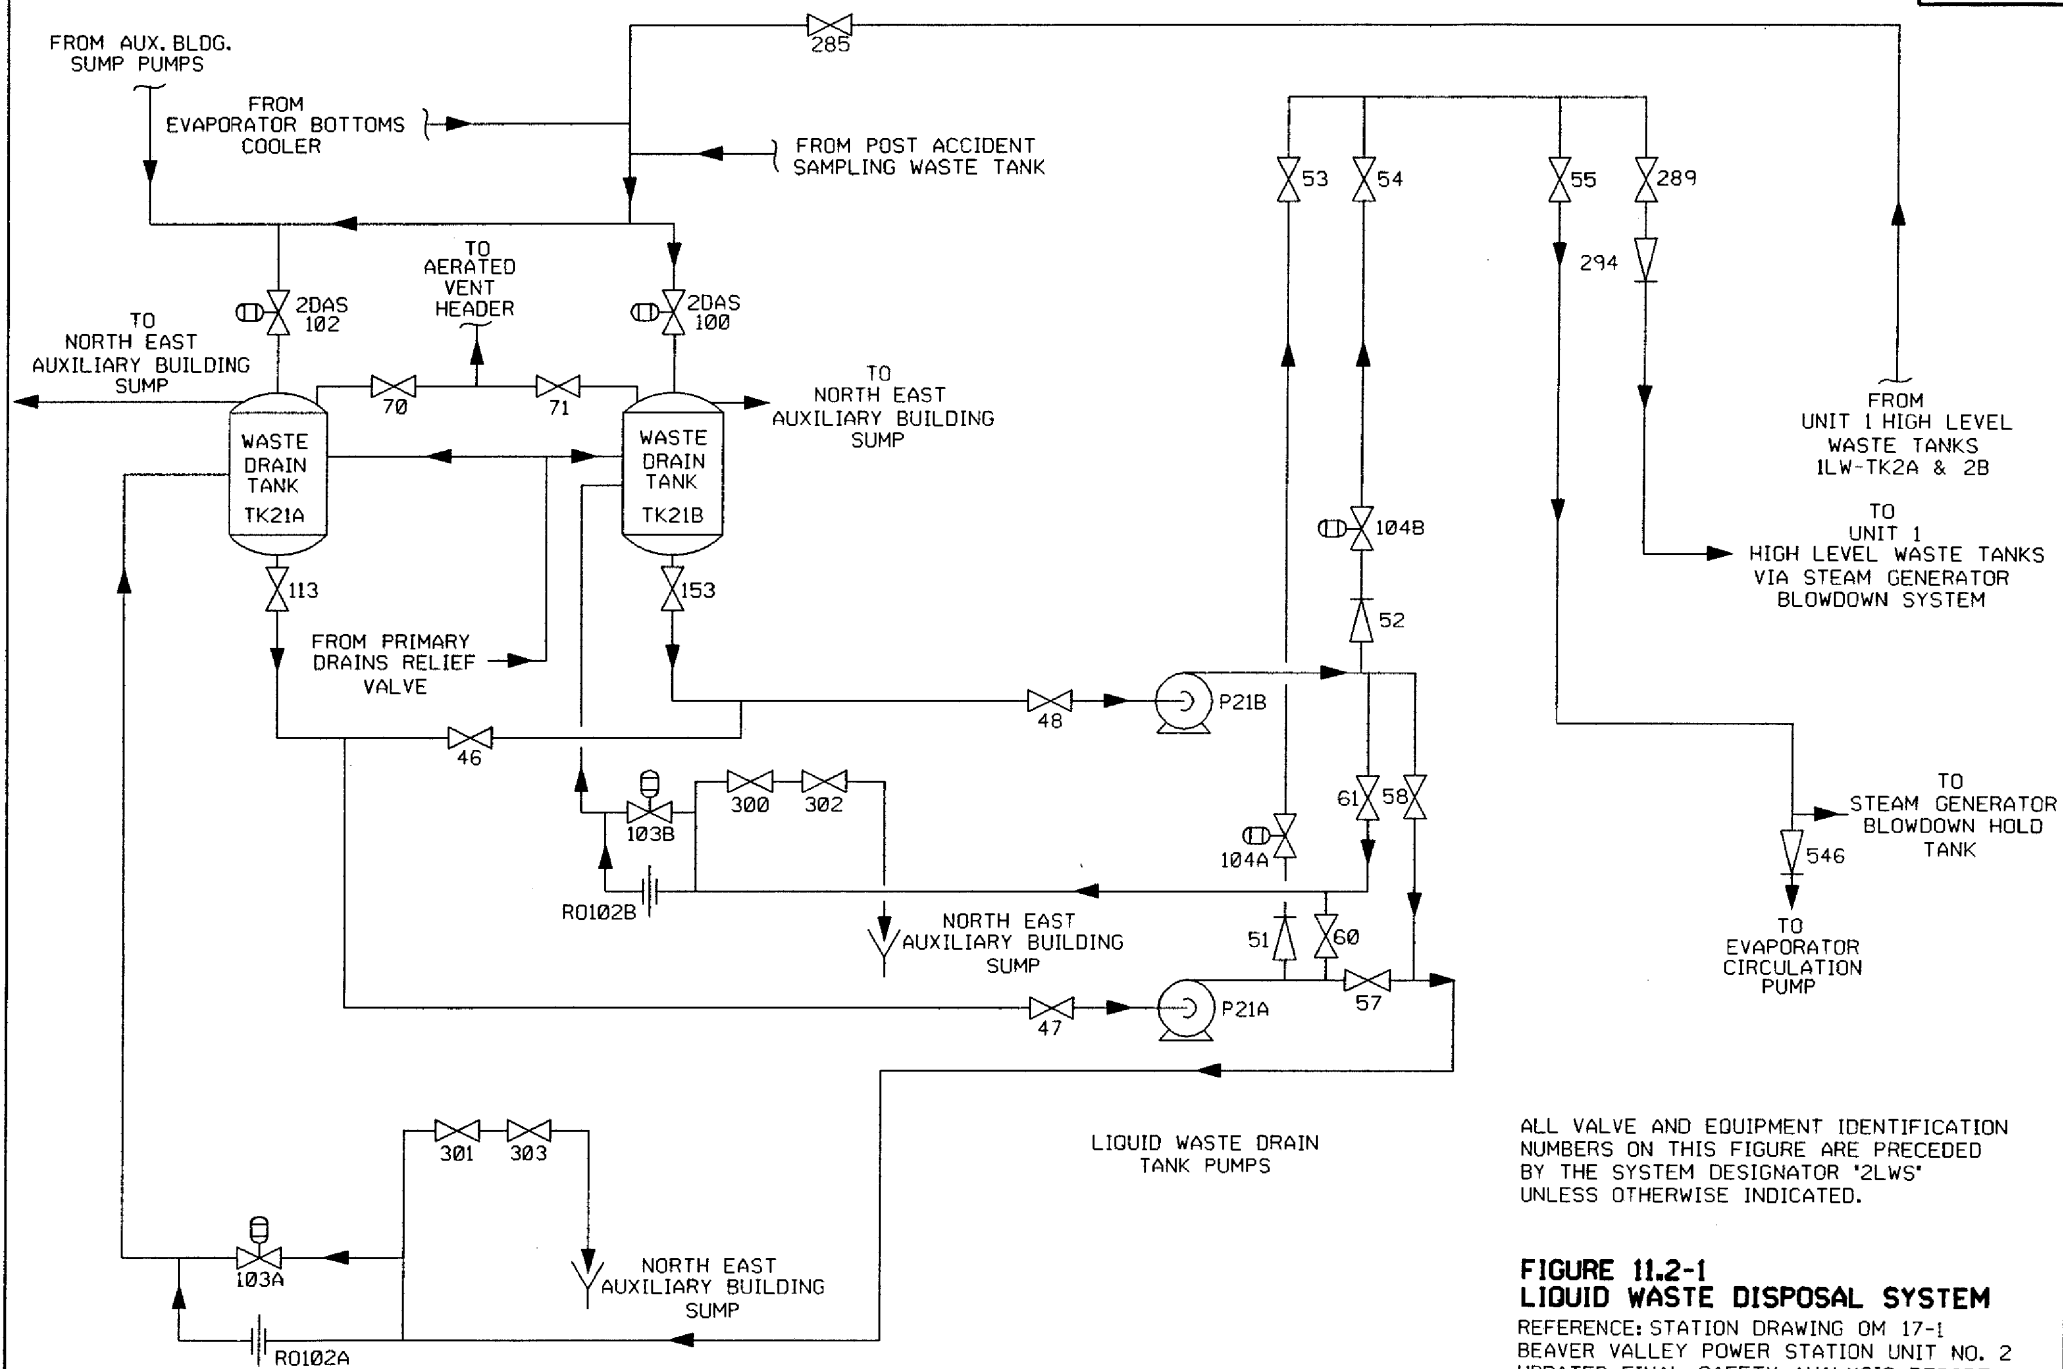 285
FROM AUX. BLDG.
SUMP PUMPS
FROM
EVAPORATOR BOTTOMS
COOLER
FROM POST ACCIDENT
SAMPLING WASTE TANK
53
54
55
289
294
2DAS
102
TO
AERATED
VENT
HEADER
2DAS
100
TO
NORTH EAST
AUXILIARY BUILDING
SUMP
70
71
TO
NORTH EAST
AUXILIARY BUILDING
SUMP
FROM
UNIT 1 HIGH LEVEL
WASTE TANKS
1LW-TK2A & 2B
WASTE
DRAIN
TANK
TK21A
WASTE
DRAIN
TANK
TK21B
TO
UNIT 1
HIGH LEVEL WASTE TANKS
VIA STEAM GENERATOR
BLOWDOWN SYSTEM
104B
113
153
52
FROM PRIMARY
DRAINS RELIEF
VALVE
48
P21B
46
300
302
103B
61
58
104A
TO
STEAM GENERATOR
BLOWDOWN HOLD
TANK
546
RO102B
NORTH EAST
AUXILIARY BUILDING
SUMP
51
60
TO
EVAPORATOR
CIRCULATION
PUMP
47
P21A
57
301
303
LIQUID WASTE DRAIN
TANK PUMPS
103A
NORTH EAST
AUXILIARY BUILDING
SUMP
RO102A
ALL VALVE AND EQUIPMENT IDENTIFICATION
NUMBERS ON THIS FIGURE ARE PRECEDED
BY THE SYSTEM DESIGNATOR "2LWS"
UNLESS OTHERWISE INDICATED.
FIGURE 11.2-1
LIQUID WASTE DISPOSAL SYSTEM
REFERENCE: STATION DRAWING OM 17-1
BEAVER VALLEY POWER STATION UNIT NO. 2
UPDATED FINAL SAFETY ANALYSIS REPORT